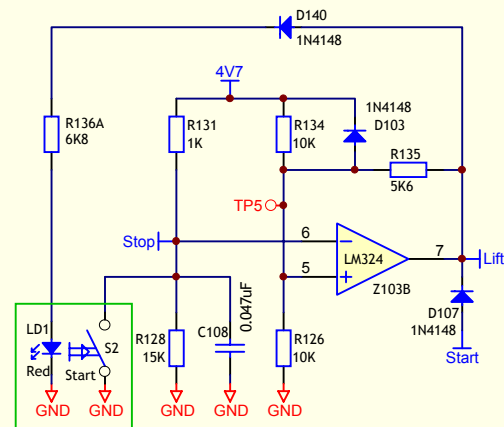 D140
1N4148
4V7
R136A
6K8
R131
1K
R134
10K
1N4148
D103
R135
5K6
TP5
Stop
6
5
7
LM324
Z103B
Lift
D107
1N4148
Start
0.047uF
C108
LD1
Red
S2
Start
R128
15K
R126
10K
GND
GND
GND
GND
GND